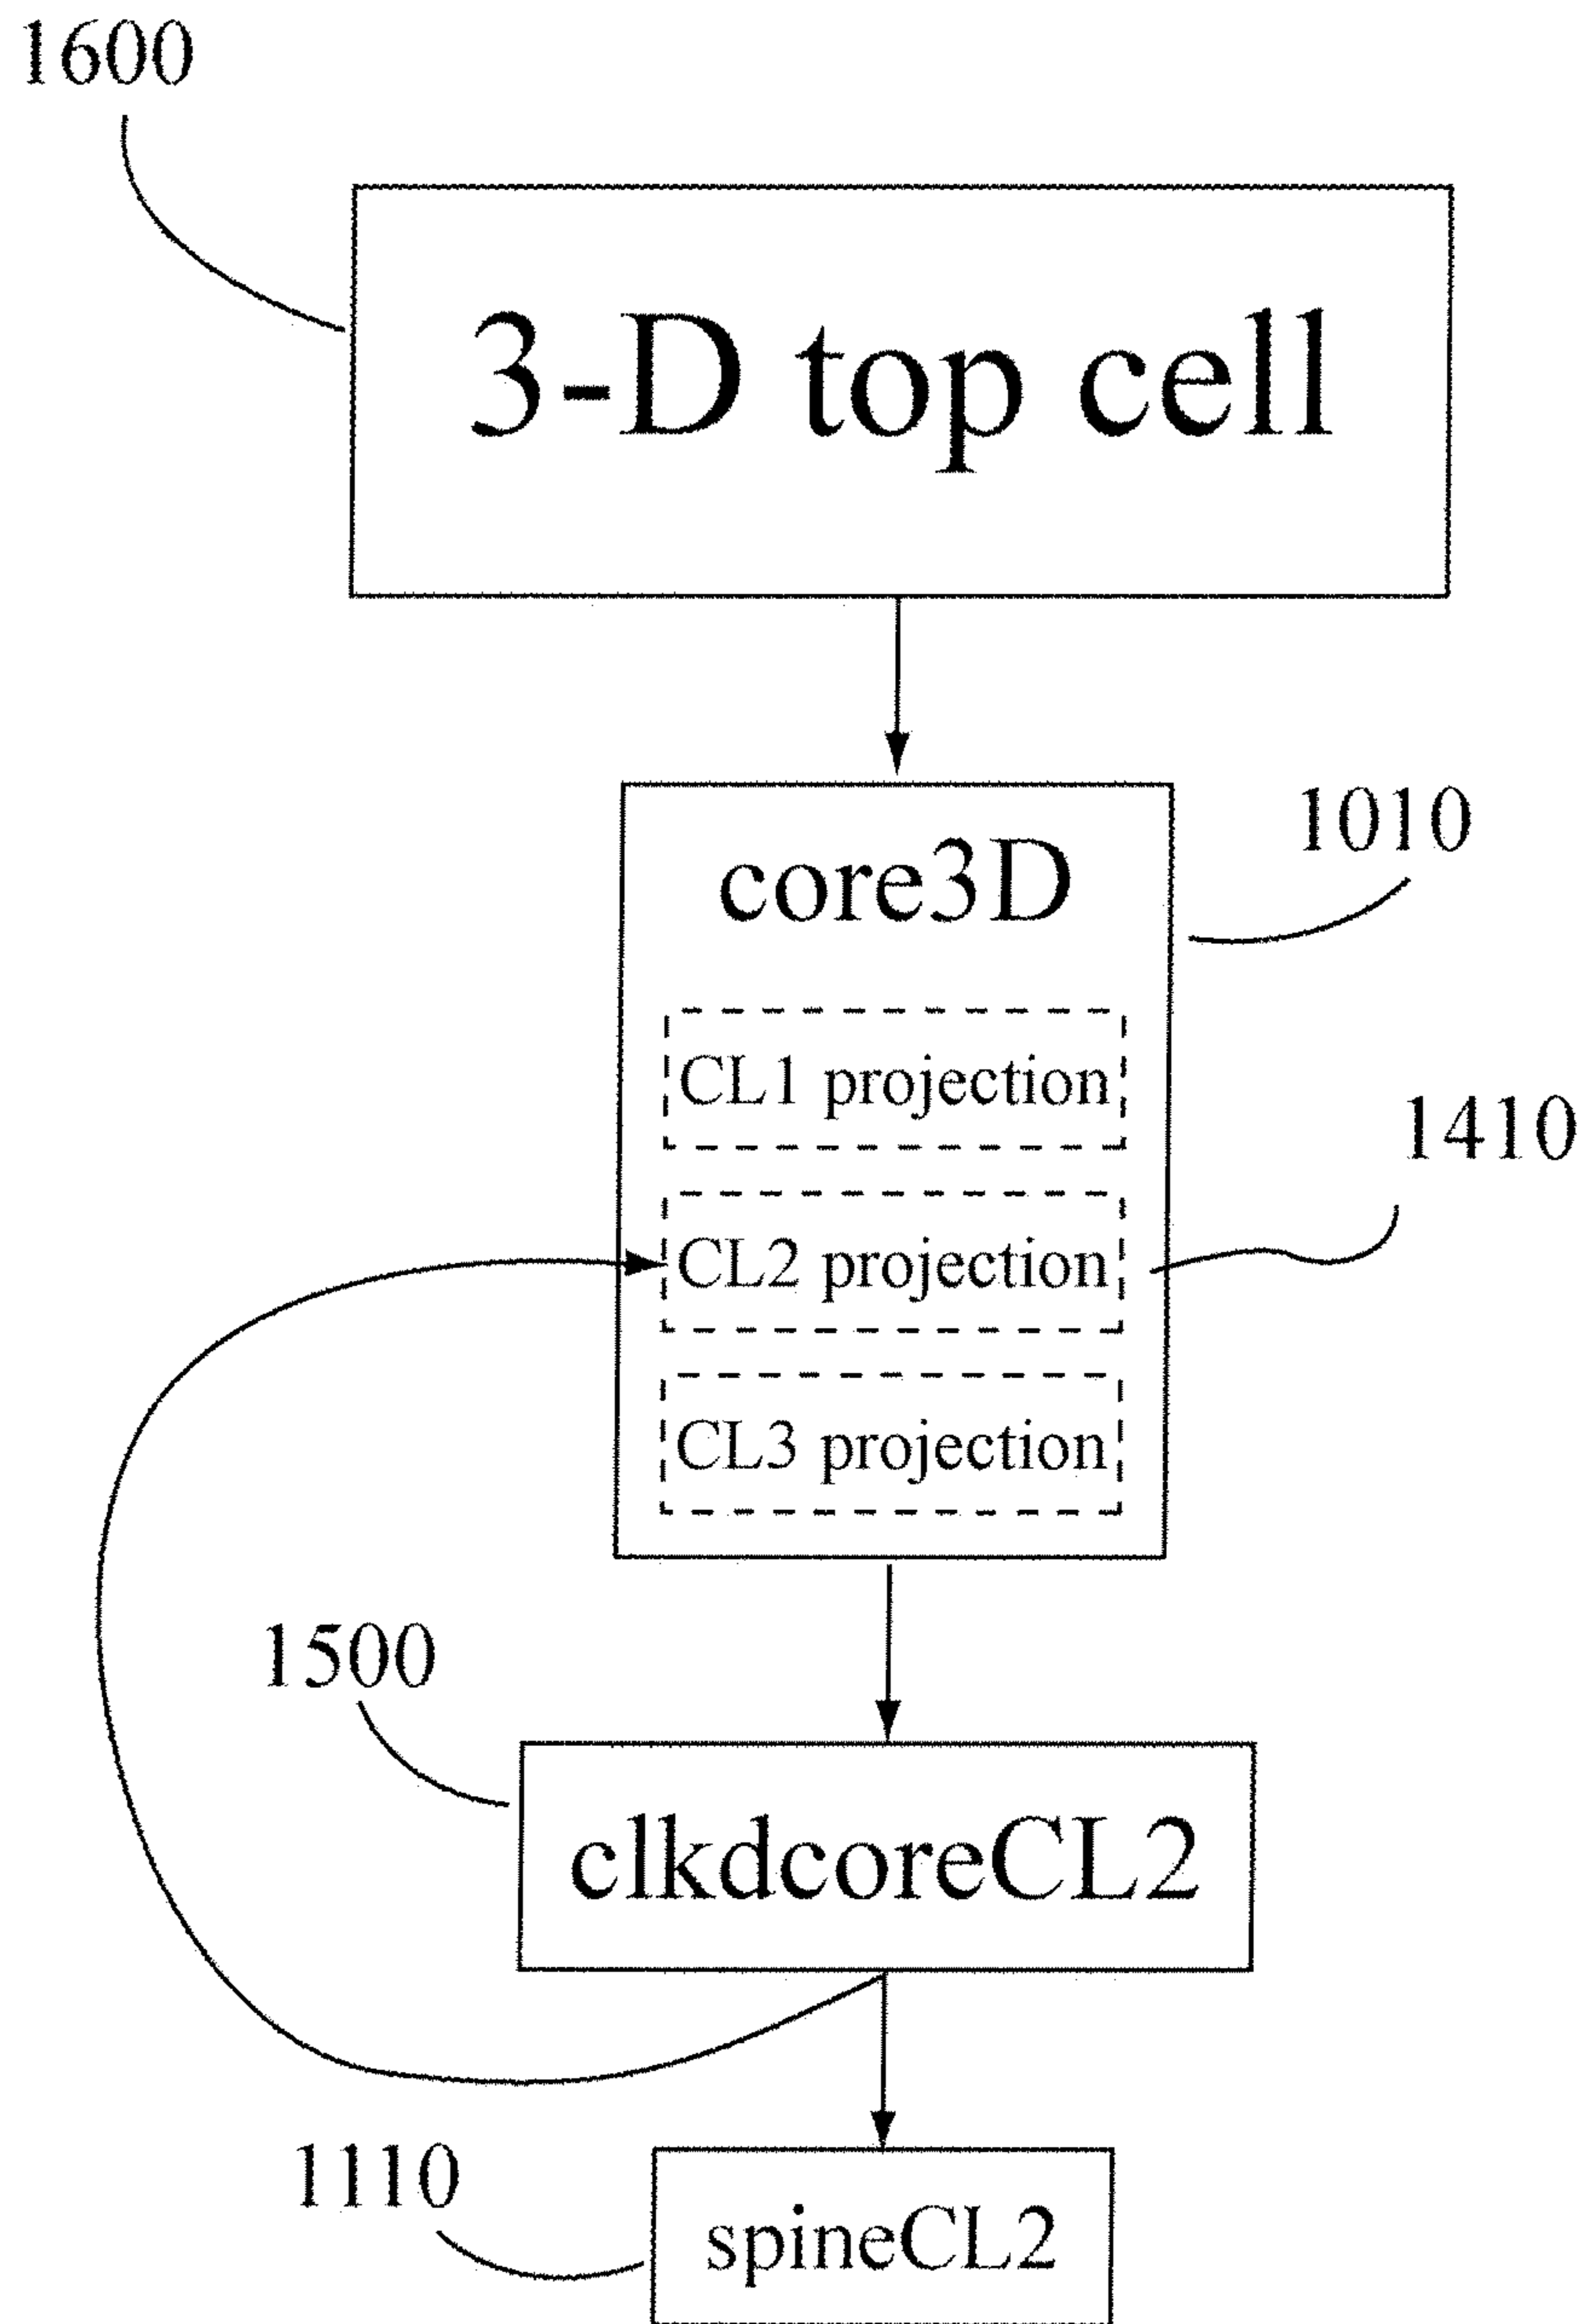 1600
3-D top cell
core3D
1010
CL1 projection
1410
CL2 projection
CL3 projection
1500
clkdcoreCL2
1110
spineCL2